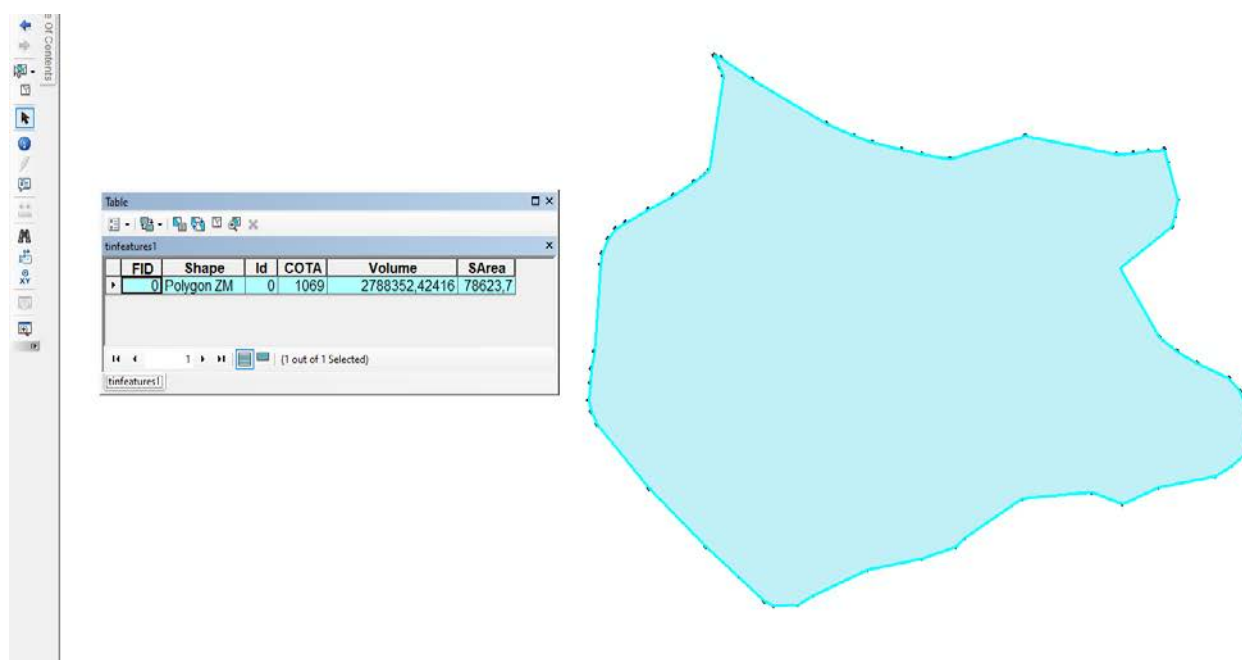 Of Contents
Table
tinfeatures1
FID Shape Id COTA Volume SArea
0 Polygon ZM 0 1069 2788352,42416 78623,7
1 (1 out of 1 Selected)
tinfeatures1
XY